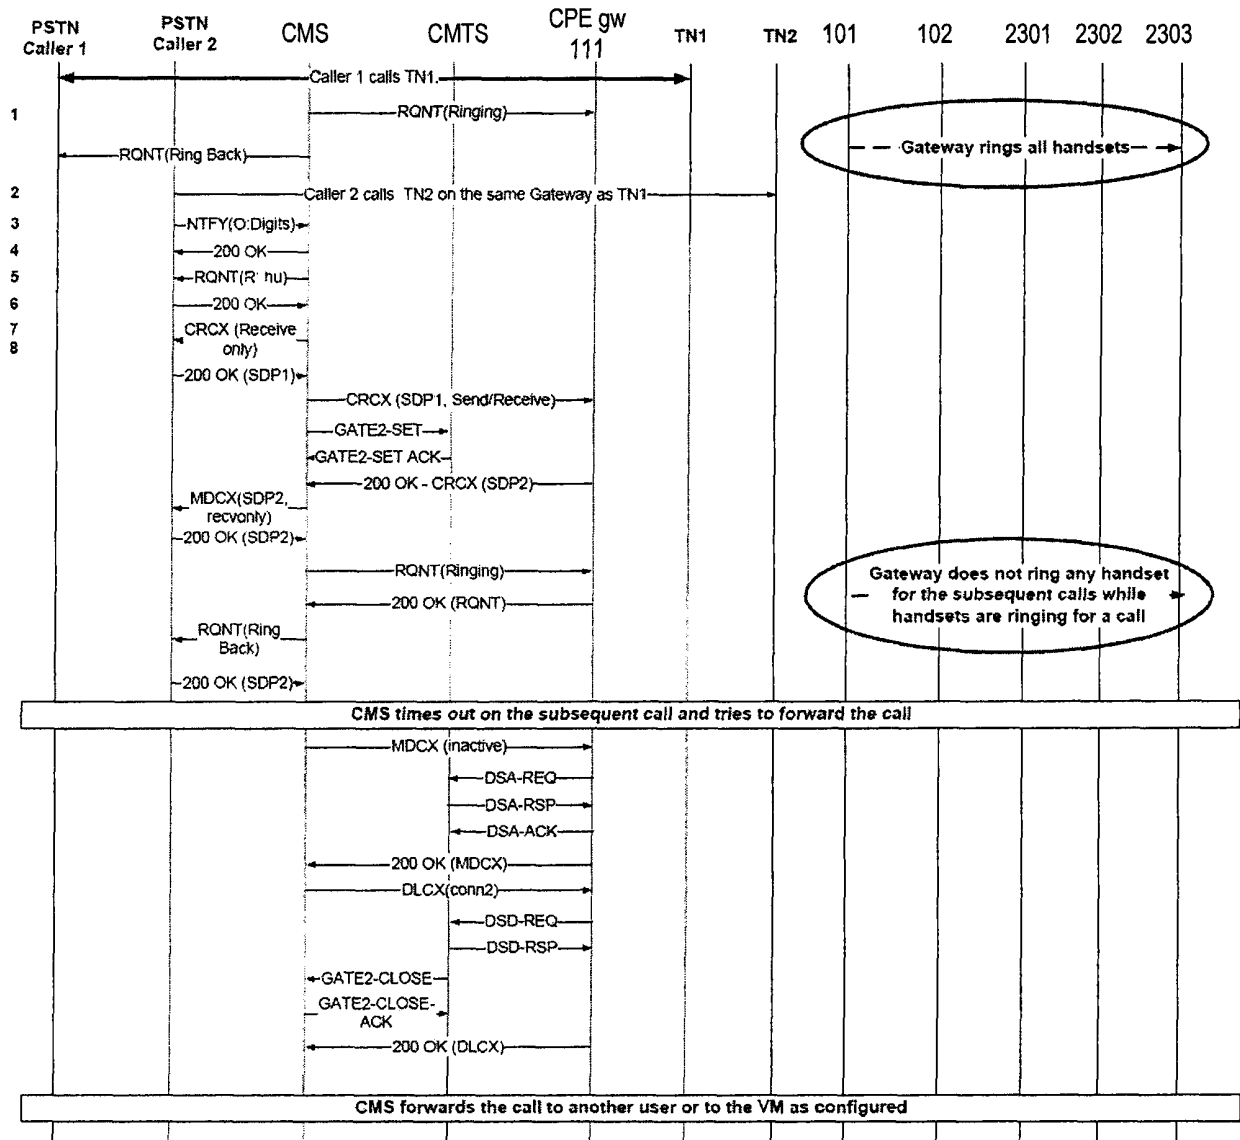 PSTN
Caller 1
PSTN
Caller 2
CMS
CMTS
CPE gw
111
TN1
TN2
101
102
2301
2302
2303
Caller 1 calls TN1.
1
RQNT(Ringing)
Gateway rings all handsets
RQNT(Ring Back)
2
Caller 2 calls TN2 on the same Gateway as TN1
3
NTFY(O:Digits)
4
200 OK
5
RQNT(R' hu)
6
200 OK
7
8
CRCX (Receive
only)
200 OK (SDP1)
CRCX (SDP1, Send/Receive)
GATE2-SET
GATE2-SET ACK
200 OK - CRCX (SDP2)
MDCX(SDP2,
recvonly)
200 OK (SDP2)
RQNT(Ringing)
Gateway does not ring any handset
for the subsequent calls while
handsets are ringing for a call
200 OK (RQNT)
RQNT(Ring
Back)
200 OK (SDP2)
CMS times out on the subsequent call and tries to forward the call
MDCX (inactive)
DSA-REQ
DSA-RSP
DSA-ACK
200 OK (MDCX)
DLCX(conn2)
DSD-REQ
DSD-RSP
GATE2-CLOSE
GATE2-CLOSE-
ACK
200 OK (DLCX)
CMS forwards the call to another user or to the VM as configured